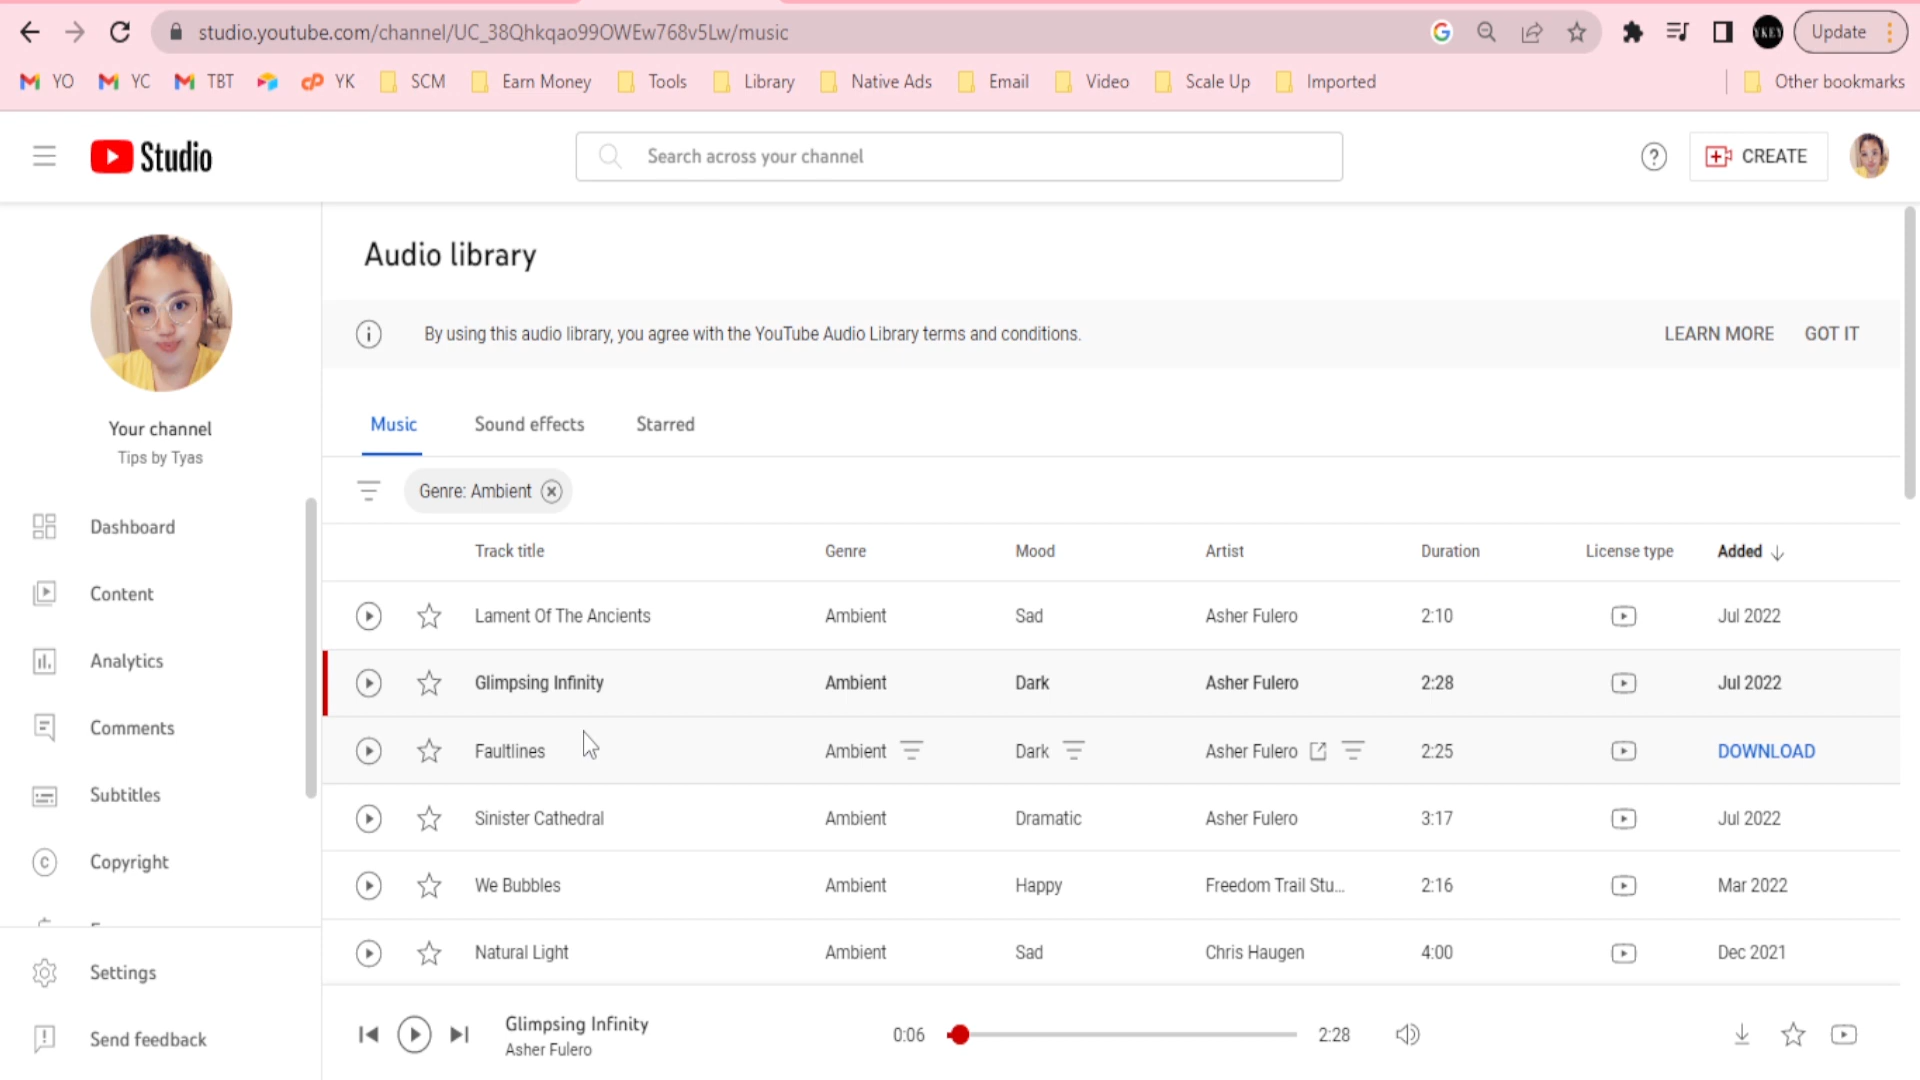 studio.youtube.com/channel/UC_38Qhkqao99OWEw768v5Lw/music
YKEY
Update
YO
YC
TBT
YK
SCM
Earn Money
Tools
Library
Native Ads
Email
Video
Scale Up
Imported
Other bookmarks
Studio
Search across your channel
CREATE
Your channel
Tips by Tyas
Dashboard
Content
Analytics
Comments
Subtitles
Copyright
Settings
Send feedback
Audio library
By using this audio library, you agree with the YouTube Audio Library terms and conditions.
LEARN MORE
GOT IT
Music
Sound effects
Starred
Genre: Ambient
Track title Genre Mood Artist Duration License type Added
Lament Of The Ancients Ambient Sad Asher Fulero 2:10 Jul 2022
Glimpsing Infinity Ambient Dark Asher Fulero 2:28 Jul 2022
Faultlines Ambient Dark Asher Fulero 2:25 DOWNLOAD
Sinister Cathedral Ambient Dramatic Asher Fulero 3:17 Jul 2022
We Bubbles Ambient Happy Freedom Trail Stu... 2:16 Mar 2022
Natural Light Ambient Sad Chris Haugen 4:00 Dec 2021
Glimpsing Infinity
Asher Fulero
0:06
2:28